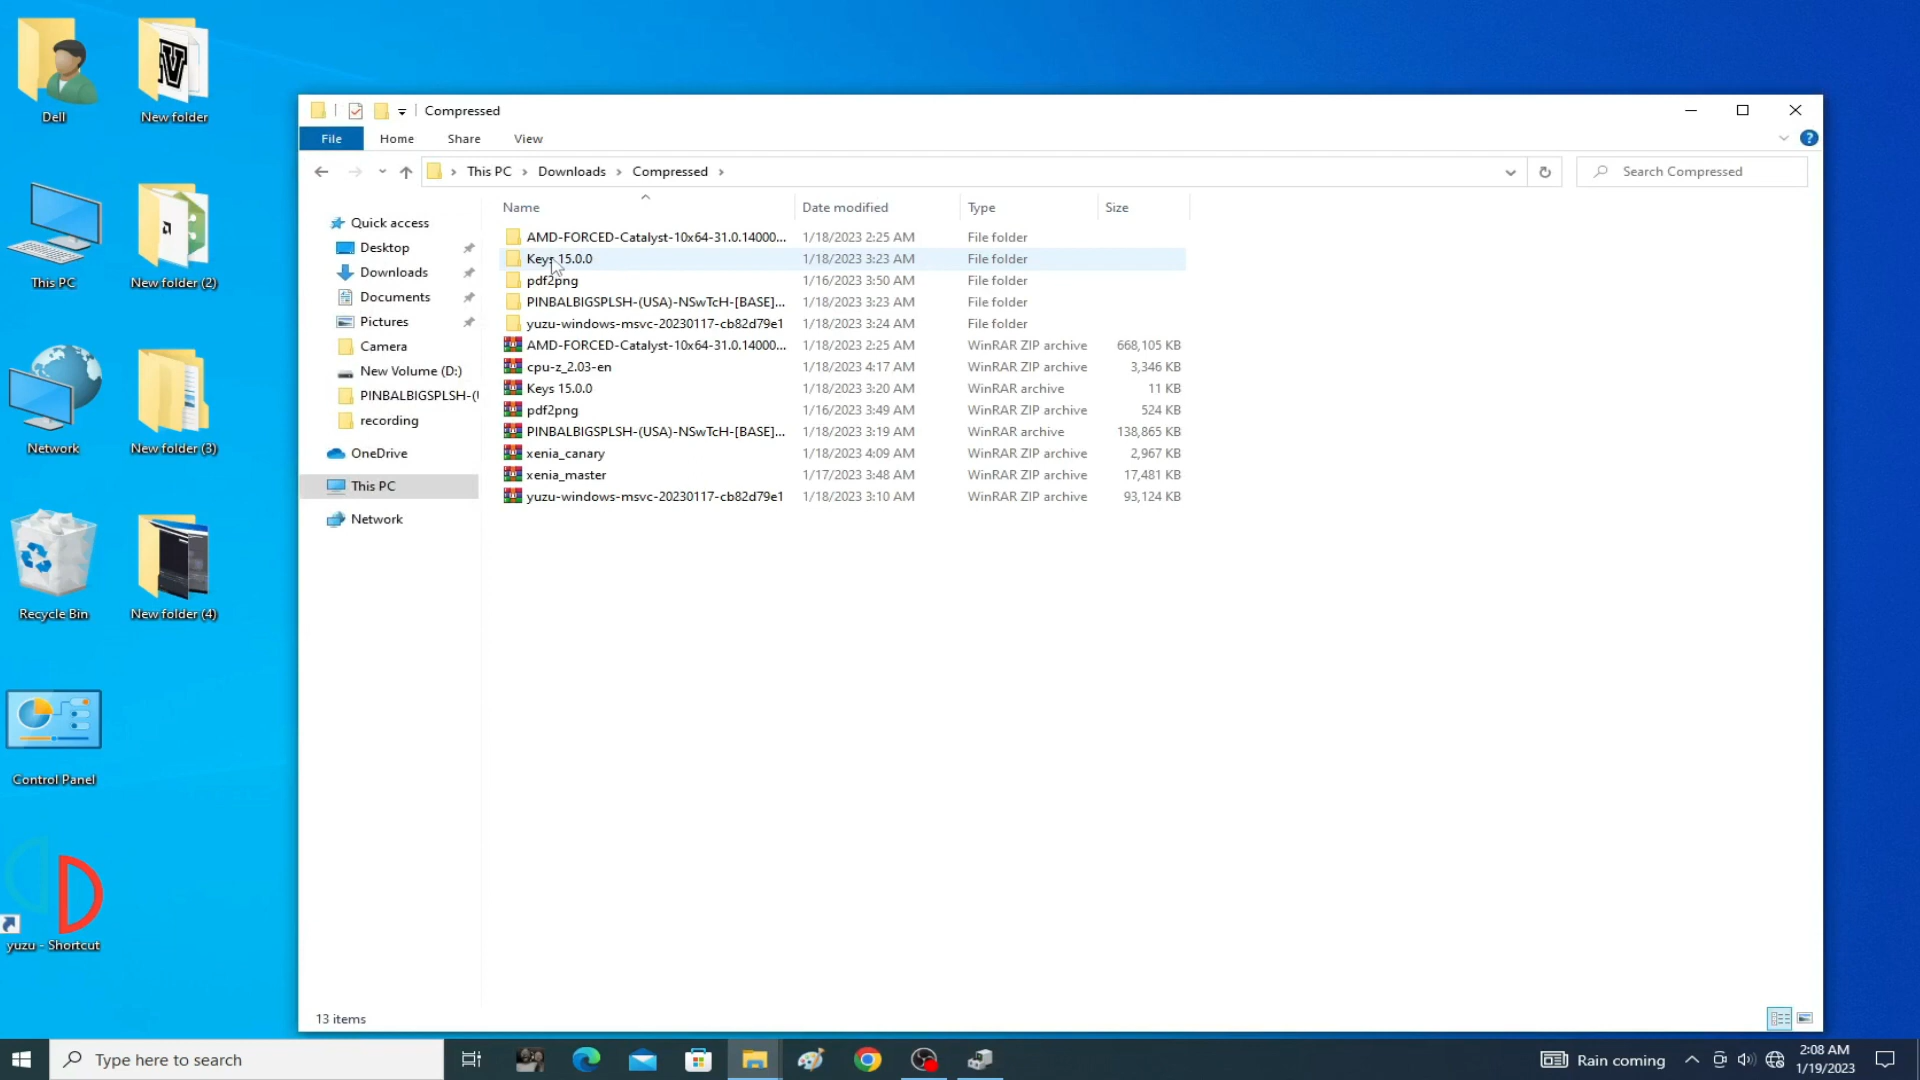 Dell
New folder
This PC
New folder (2)
Network
New folder (3)
Recycle Bin
New folder (4)
Control Panel
yuzu - Shortcut
Compressed
File
Home
Share
View
This PC
Downloads
Compressed
Search Compressed
Quick access
Desktop
Downloads
Documents
Pictures
Camera
New Volume (D:)
PINBALBIGSPLSH-(
recording
OneDrive
This PC
Network
Name Date modified Type Size
AMD-FORCED-Catalyst-10x64-31.0.14000... 1/18/2023 2:25 AM File folder
Keys 15.0.0 1/18/2023 3:23 AM File folder
pdf2png 1/16/2023 3:50 AM File folder
PINBALBIGSPLSH-(USA)-NSwTcH-[BASE]... 1/18/2023 3:23 AM File folder
yuzu-windows-msvc-20230117-cb82d79e1 1/18/2023 3:24 AM File folder
AMD-FORCED-Catalyst-10x64-31.0.14000... 1/18/2023 2:25 AM WinRAR ZIP archive 668,105 KB
cpu-z_2.03-en 1/18/2023 4:17 AM WinRAR ZIP archive 3,346 KB
Keys 15.0.0 1/18/2023 3:20 AM WinRAR archive 11 KB
pdf2png 1/16/2023 3:49 AM WinRAR ZIP archive 524 KB
PINBALBIGSPLSH-(USA)-NSwTcH-[BASE]... 1/18/2023 3:19 AM WinRAR archive 138,865 KB
xenia_canary 1/18/2023 4:09 AM WinRAR ZIP archive 2,967 KB
xenia_master 1/17/2023 3:48 AM WinRAR ZIP archive 17,481 KB
yuzu-windows-msvc-20230117-cb82d79e1 1/18/2023 3:10 AM WinRAR ZIP archive 93,124 KB
13 items
Type here to search
Rain coming
2:08 AM
1/19/2023